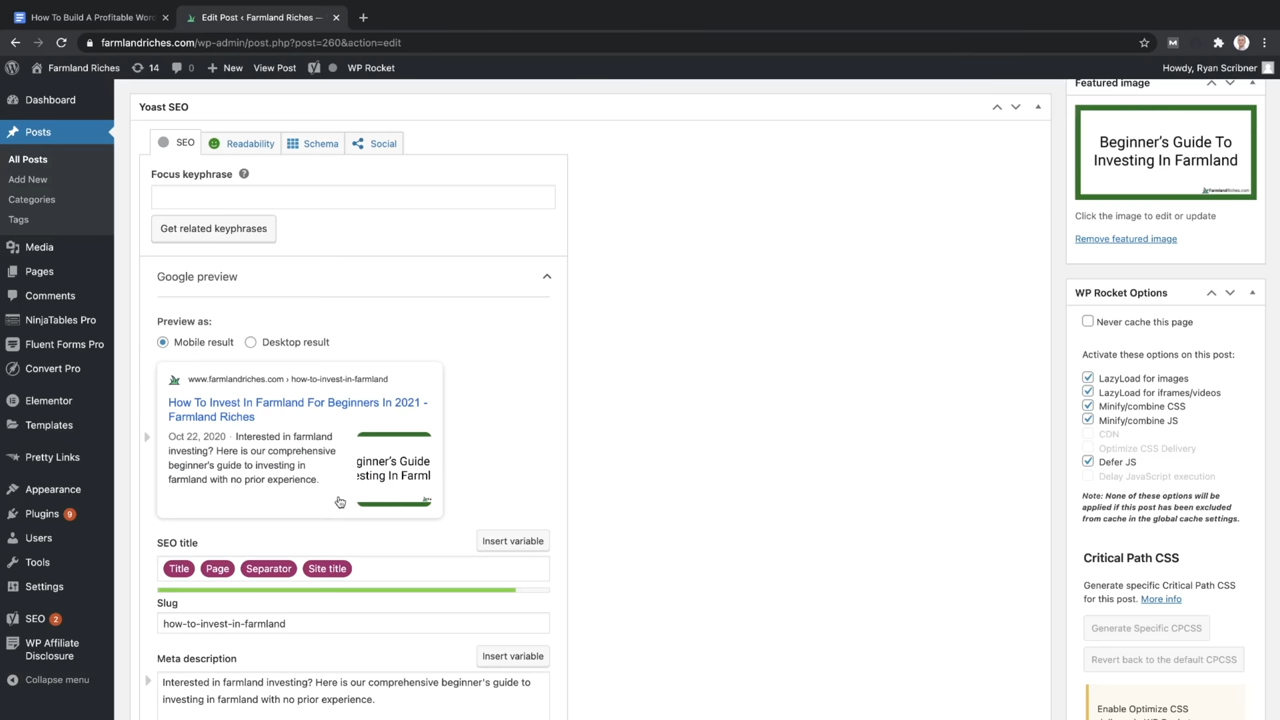 How To Build A Profitable Wor
Edit Post ‹ Farmland Riches —
farmlandriches.com/wp-admin/post.php?post=260&action=edit
Farmland Riches
14
0
New
View Post
WP Rocket
Howdy, Ryan Scribner
Dashboard
Posts
All Posts
Add New
Categories
Tags
Media
Pages
Comments
NinjaTables Pro
Fluent Forms Pro
Convert Pro
Elementor
Templates
Pretty Links
Appearance
Plugins 9
Users
Tools
Settings
SEO 2
WP Affiliate
Disclosure
Collapse menu
Yoast SEO
SEO
Readability
Schema
Social
Focus keyphrase
Get related keyphrases
Google preview
Preview as:
Mobile result
Desktop result
www.farmlandriches.com › how-to-invest-in-farmland
How To Invest In Farmland For Beginners In 2021 -
Farmland Riches
Oct 22, 2020 · Interested in farmland
investing? Here is our comprehensive
beginner's guide to investing in
farmland with no prior experience.
ginner's Guide
esting In Farml
SEO title
Insert variable
Title Page Separator Site title
Slug
how-to-invest-in-farmland
Meta description
Insert variable
Interested in farmland investing? Here is our comprehensive beginner's guide to
investing in farmland with no prior experience.
Featured image
Beginner's Guide To
Investing In Farmland
FarmlandRiches.com
Click the image to edit or update
Remove featured image
WP Rocket Options
Never cache this page
Activate these options on this post:
LazyLoad for images
LazyLoad for iframes/videos
Minify/combine CSS
Minify/combine JS
CDN
Optimize CSS Delivery
Defer JS
Delay JavaScript execution
Note: None of these options will be
applied if this post has been excluded
from cache in the global cache settings.
Critical Path CSS
Generate specific Critical Path CSS
for this post. More info
Generate Specific CPCSS
Revert back to the default CPCSS
Enable Optimize CSS